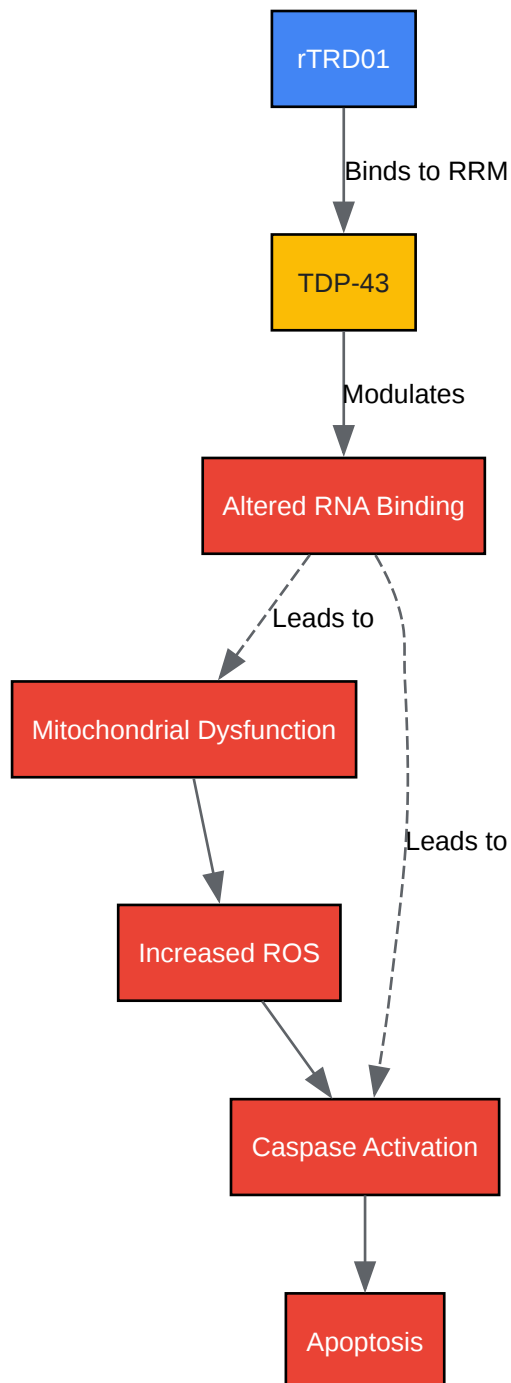 rTRD01
Binds to RRM
TDP-43
Modulates
Altered RNA Binding
Leads to
Mitochondrial Dysfunction
Leads to
Increased ROS
Caspase Activation
Apoptosis